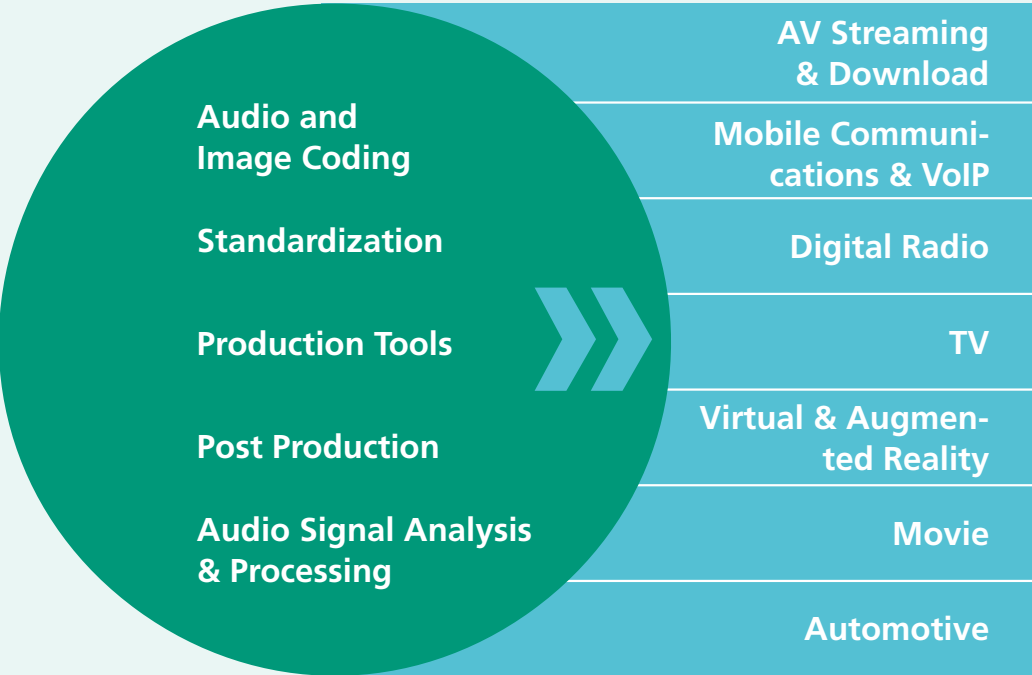 Audio and
Image Coding
Standardization
Production Tools
Post Production
Audio Signal Analysis
& Processing
AV Streaming
& Download
Mobile Communi-
cations & VoIP
Digital Radio
TV
Virtual & Augmen-
ted Reality
Movie
Automotive